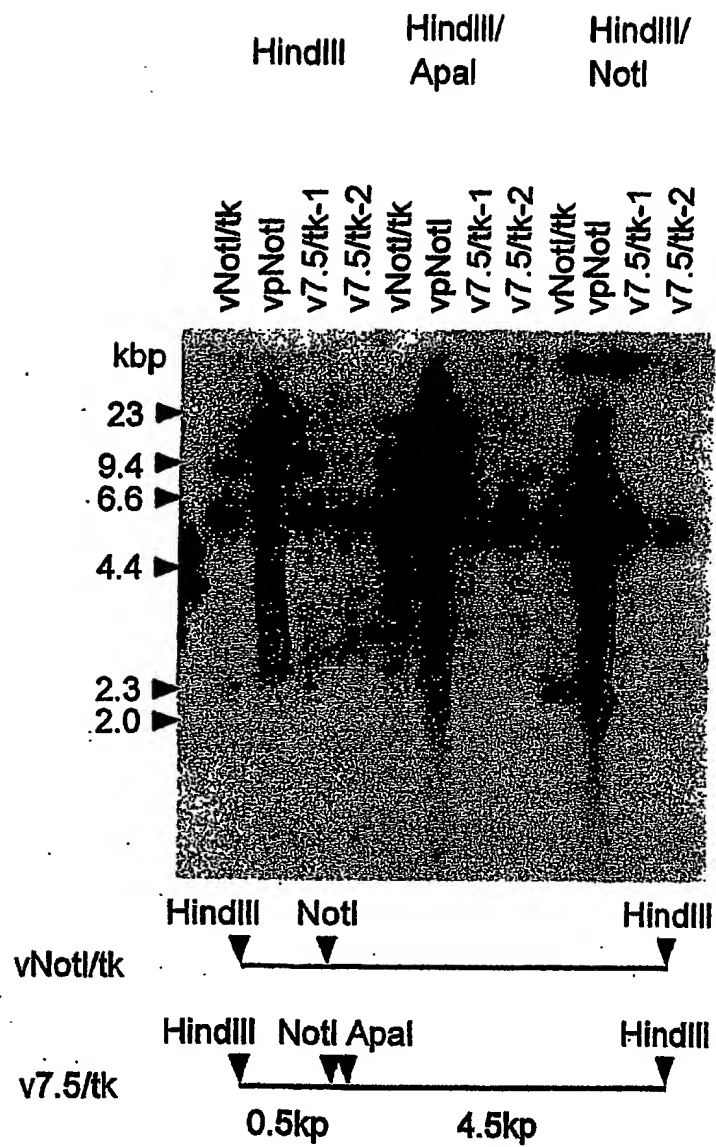 HindIII HindIII/ HindIII/
ApaI NotI
vNotI/tk vpNotI v7.5/tk-1 v7.5/tk-2 vNotI/tk vpNotI v7.5/tk-1 v7.5/tk-2 vNotI/tk vpNotI v7.5/tk-1 v7.5/tk-2
kbp
23
9.4
6.6
4.4
2.3
2.0
HindIII NotI HindIII
vNotI/tk
HindIII NotI ApaI HindIII
v7.5/tk
0.5kp 4.5kp